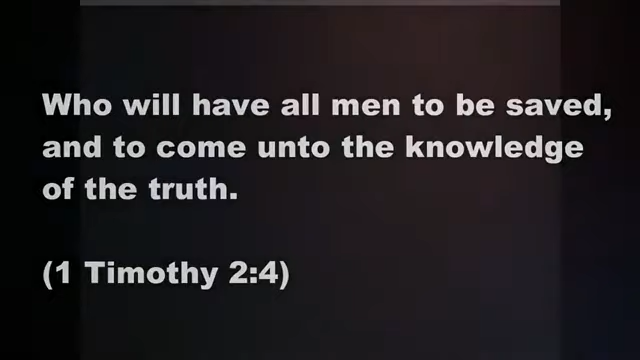 Who will have all men to be saved,
and to come unto the knowledge
of the truth.
(1 Timothy 2:4)